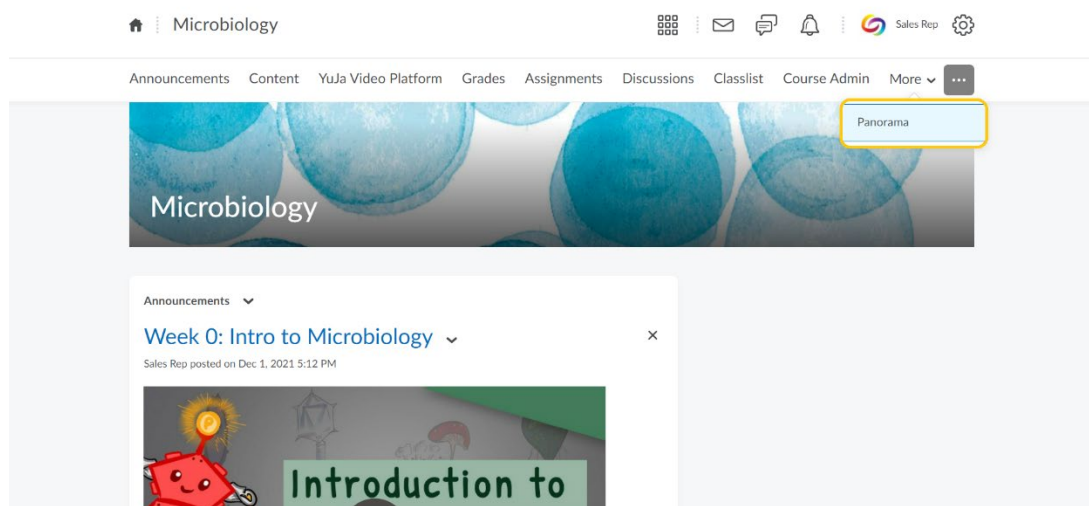 Microbiology
Sales Rep
Announcements Content YuJa Video Platform Grades Assignments Discussions Classlist Course Admin More ...
Panorama
Microbiology
Announcements
Week 0: Intro to Microbiology
Sales Rep posted on Dec 1, 2021 5:12 PM
Introduction to